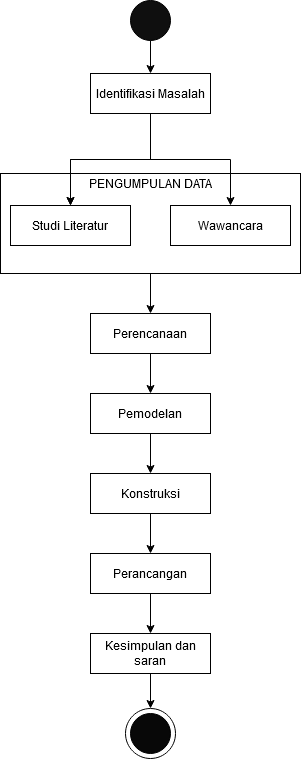 Identifikasi Masalah
PENGUMPULAN DATA
Studi Literatur
Wawancara
Perencanaan
Pemodelan
Konstruksi
Perancangan
Kesimpulan dan
saran